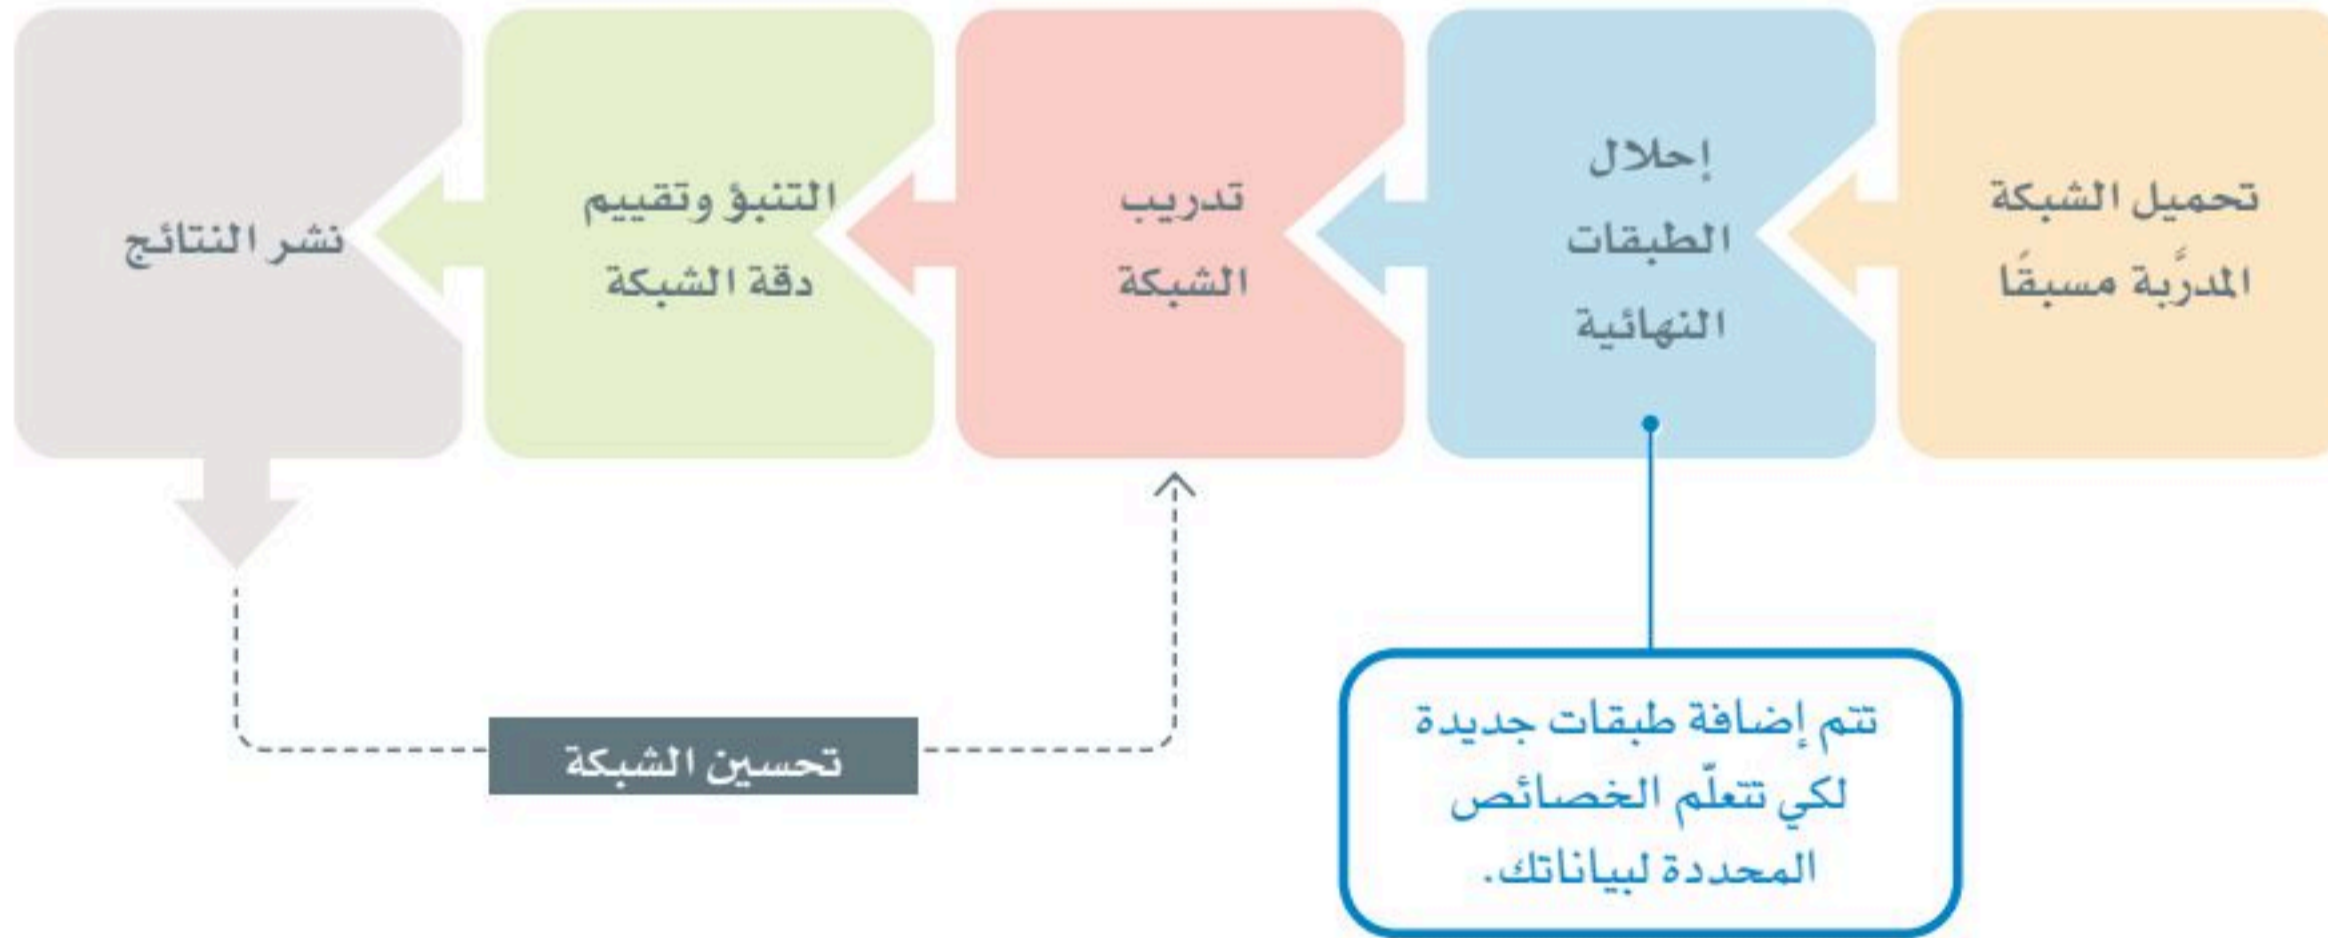 تحميل الشبكة
المدرَّبة مسبقًا
إحلال
الطبقات
النهائية
تدريب
الشبكة
التنبؤ وتقييم
دقة الشبكة
نشر النتائج
تحسين الشبكة
تتم إضافة طبقات جديدة
لكي تتعلّم الخصائص
المحددة لبياناتك.